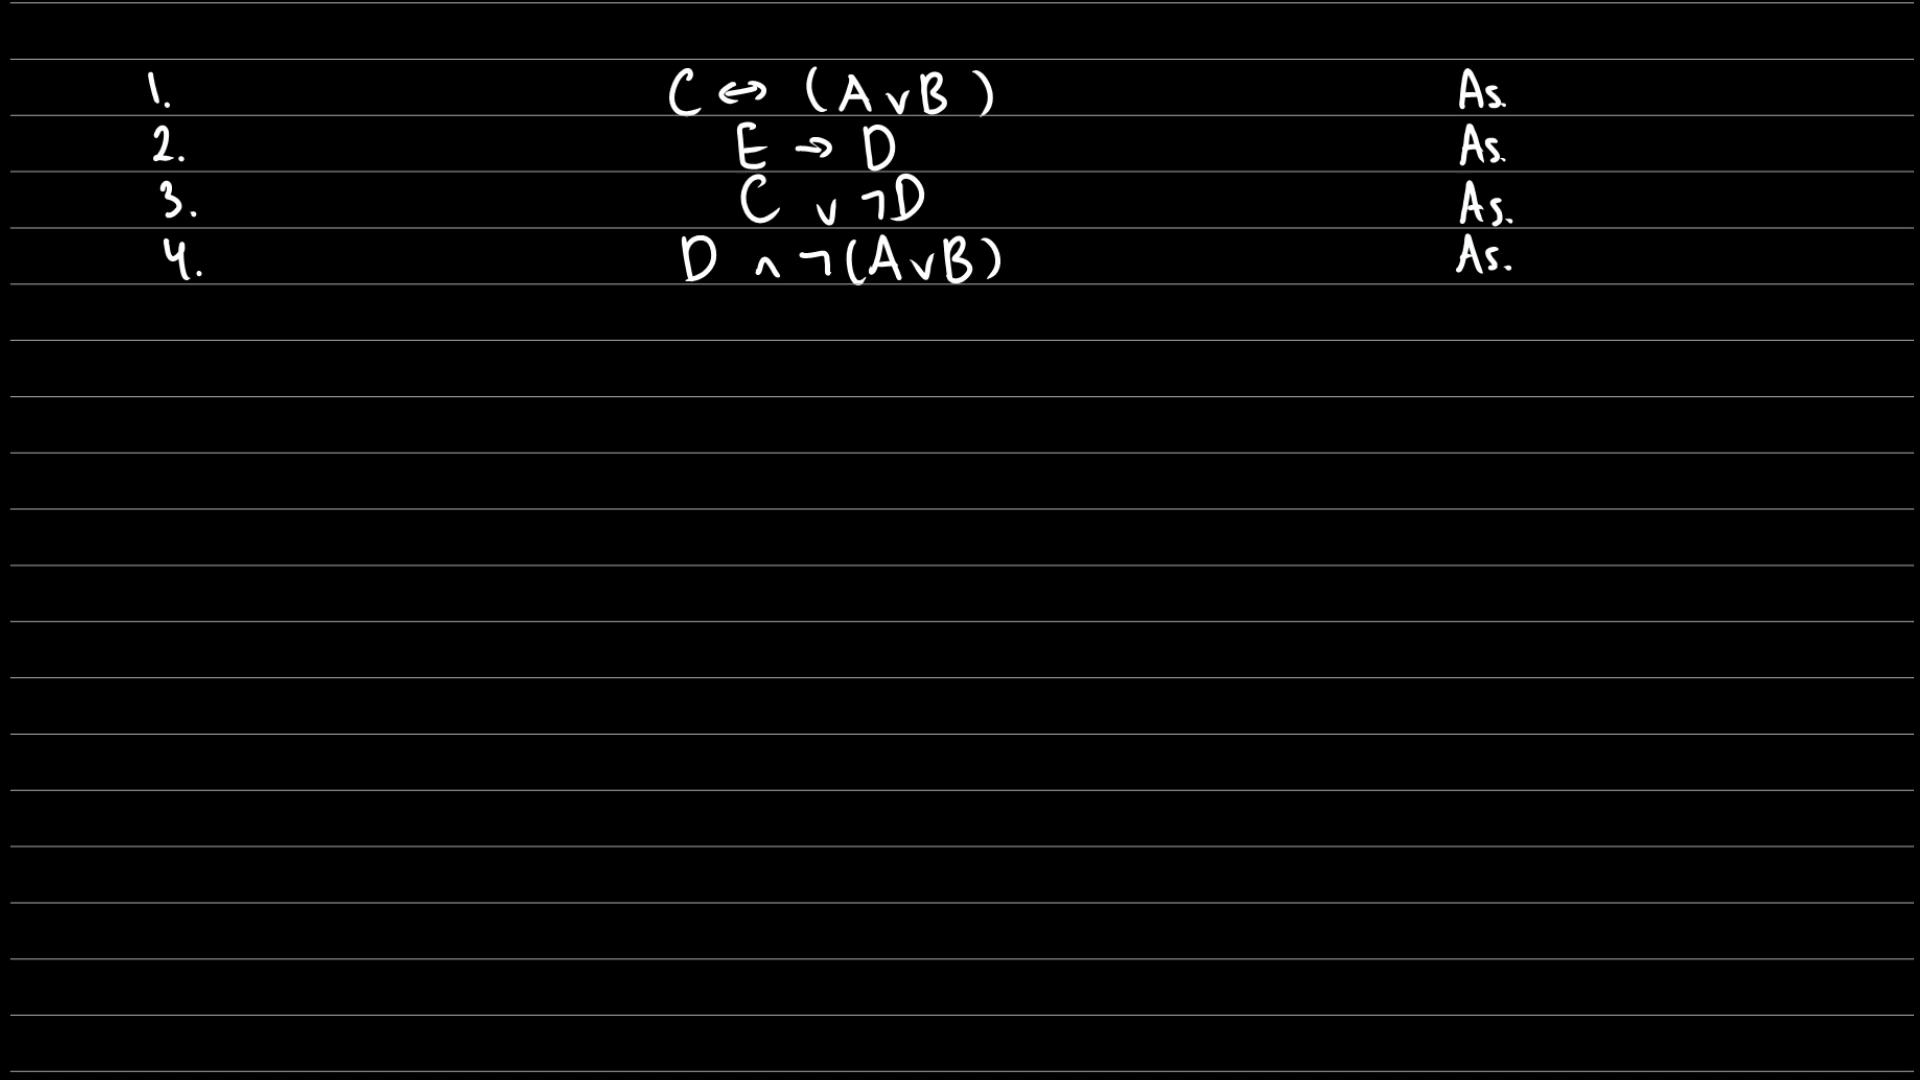 1. C ↔ (A ∨ B) As.
2. E → D As.
3. C ∨ ¬D As.
4. D ∧ ¬(A ∨ B) As.